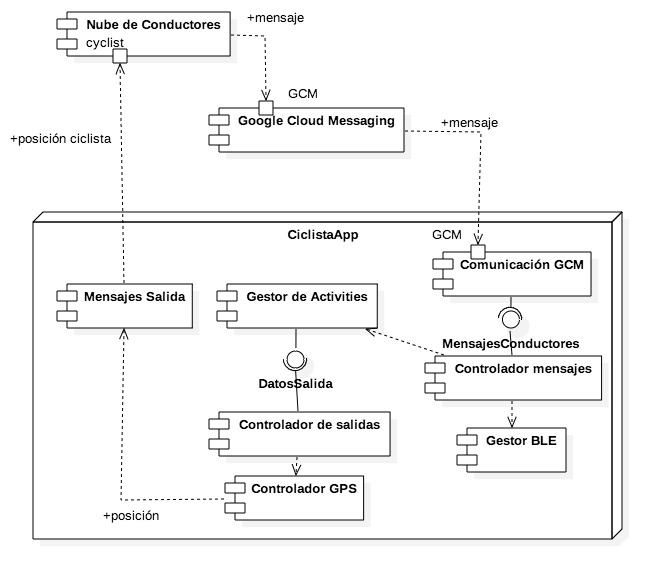 +mensaje
Nube de Conductores
cyclist
GCM
Google Cloud Messaging
+mensaje
+posición ciclista
CiclistaApp
GCM
Comunicación GCM
Mensajes Salida
Gestor de Activities
MensajesConductores
Controlador mensajes
DatosSalida
Controlador de salidas
Gestor BLE
Controlador GPS
+posición